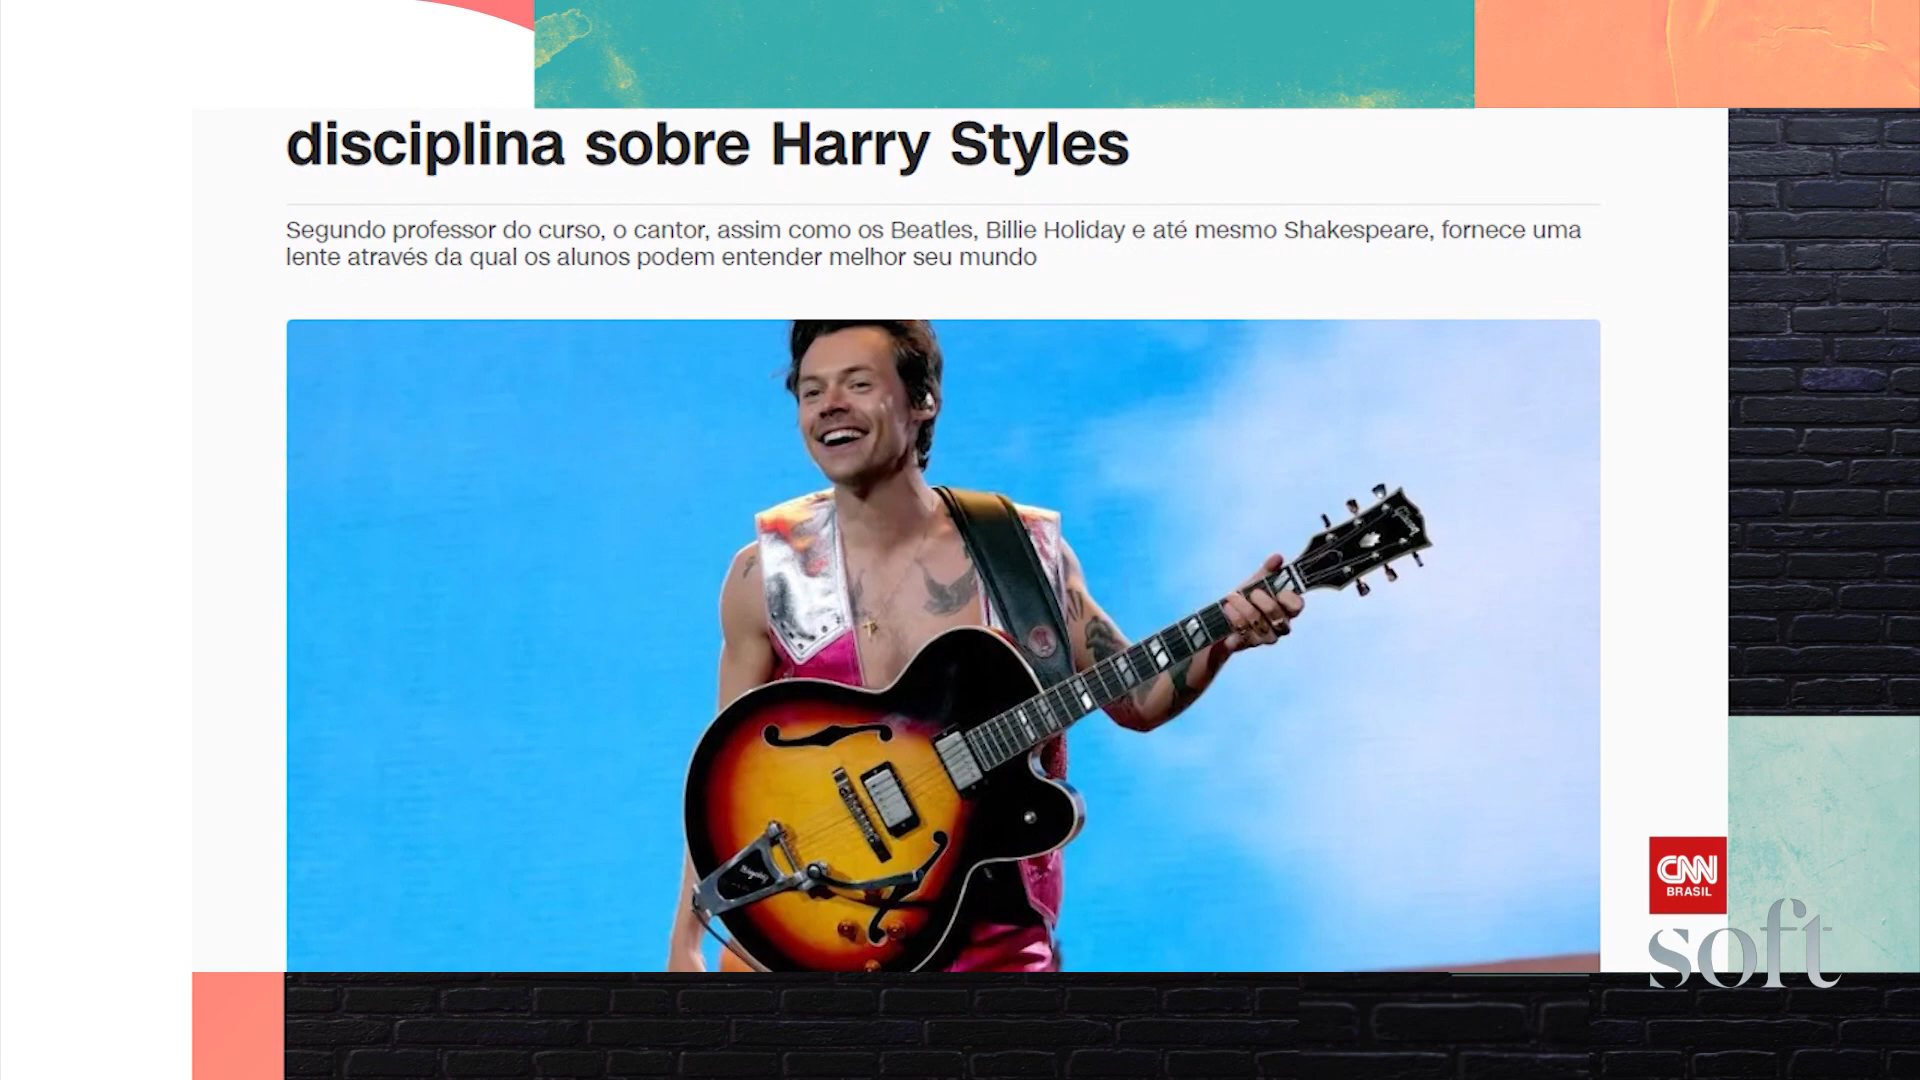 disciplina sobre Harry Styles
Segundo professor do curso, o cantor, assim como os Beatles, Billie Holiday e até mesmo Shakespeare, fornece uma
lente através da qual os alunos podem entender melhor seu mundo
Gibson
CNN
BRASIL
soft